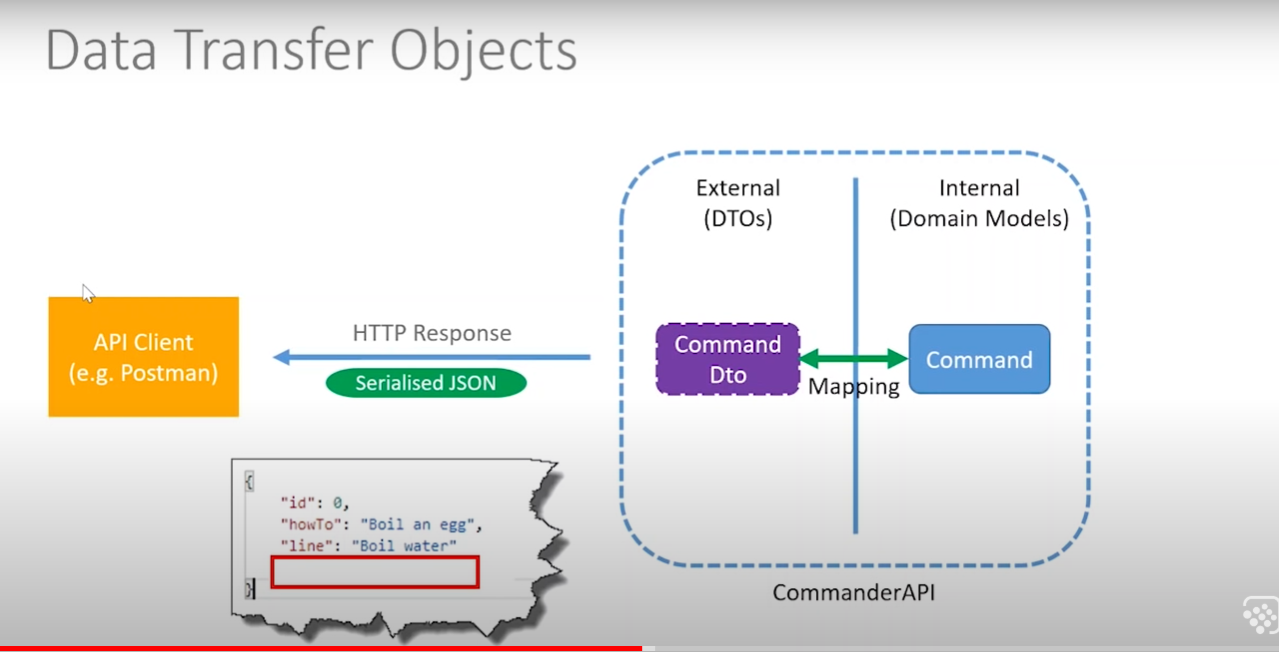 Data Transfer Objects
External
(DTOs)
Internal
(Domain Models)
API Client
(e.g. Postman)
HTTP Response
Serialised JSON
Command
Dto
Mapping
Command
{
"id": 0,
"howTo": "Boil an egg",
"line": "Boil water"
}
CommanderAPI